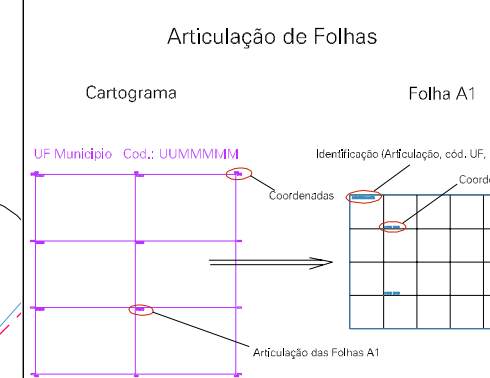 Articulação de Folhas
Cartograma
Folha A1
UF Municipio Cod.: UUMMMMM
Identificação (Articulação, cód. UF,
Coordenadas
Coorde
Articulação das Folhas A1